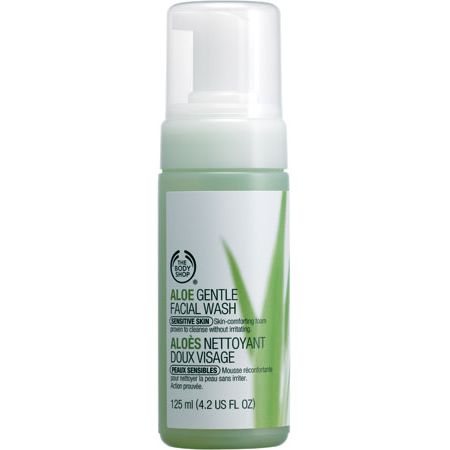 THE
BODY
SHOP®
ALOE GENTLE
FACIAL WASH
SENSITIVE SKIN Skin-comforting foam
proven to cleanse without irritating.
ALOÈS NETTOYANT
DOUX VISAGE
PEAUX SENSIBLES Mousse réconfortante
pour nettoyer la peau sans irriter.
Action prouvée.
125 ml (4.2 US FL OZ)